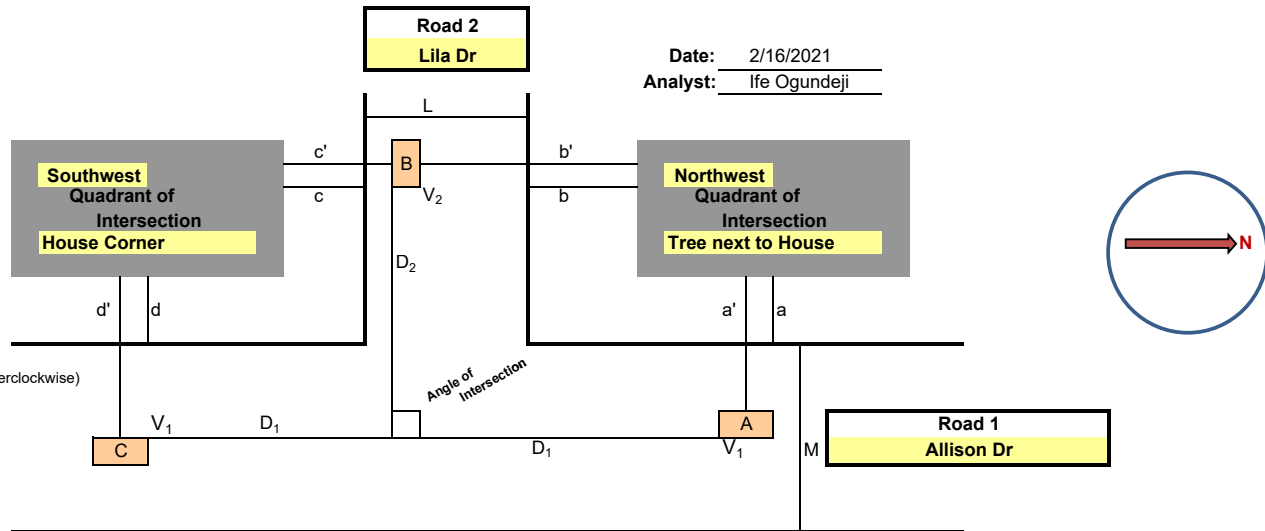 Road 2
Lila Dr
Date: 2/16/2021
Analyst: Ife Ogundeji
L
c'
B
b'
c
V2
b
Southwest
Quadrant of
Intersection
House Corner
Northwest
Quadrant of
Intersection
Tree next to House
N
D2
d'
d
a'
a
erclockwise)
Angle of
Intersection
V1
D1
C
D1
A
V1
M
Road 1
Allison Dr